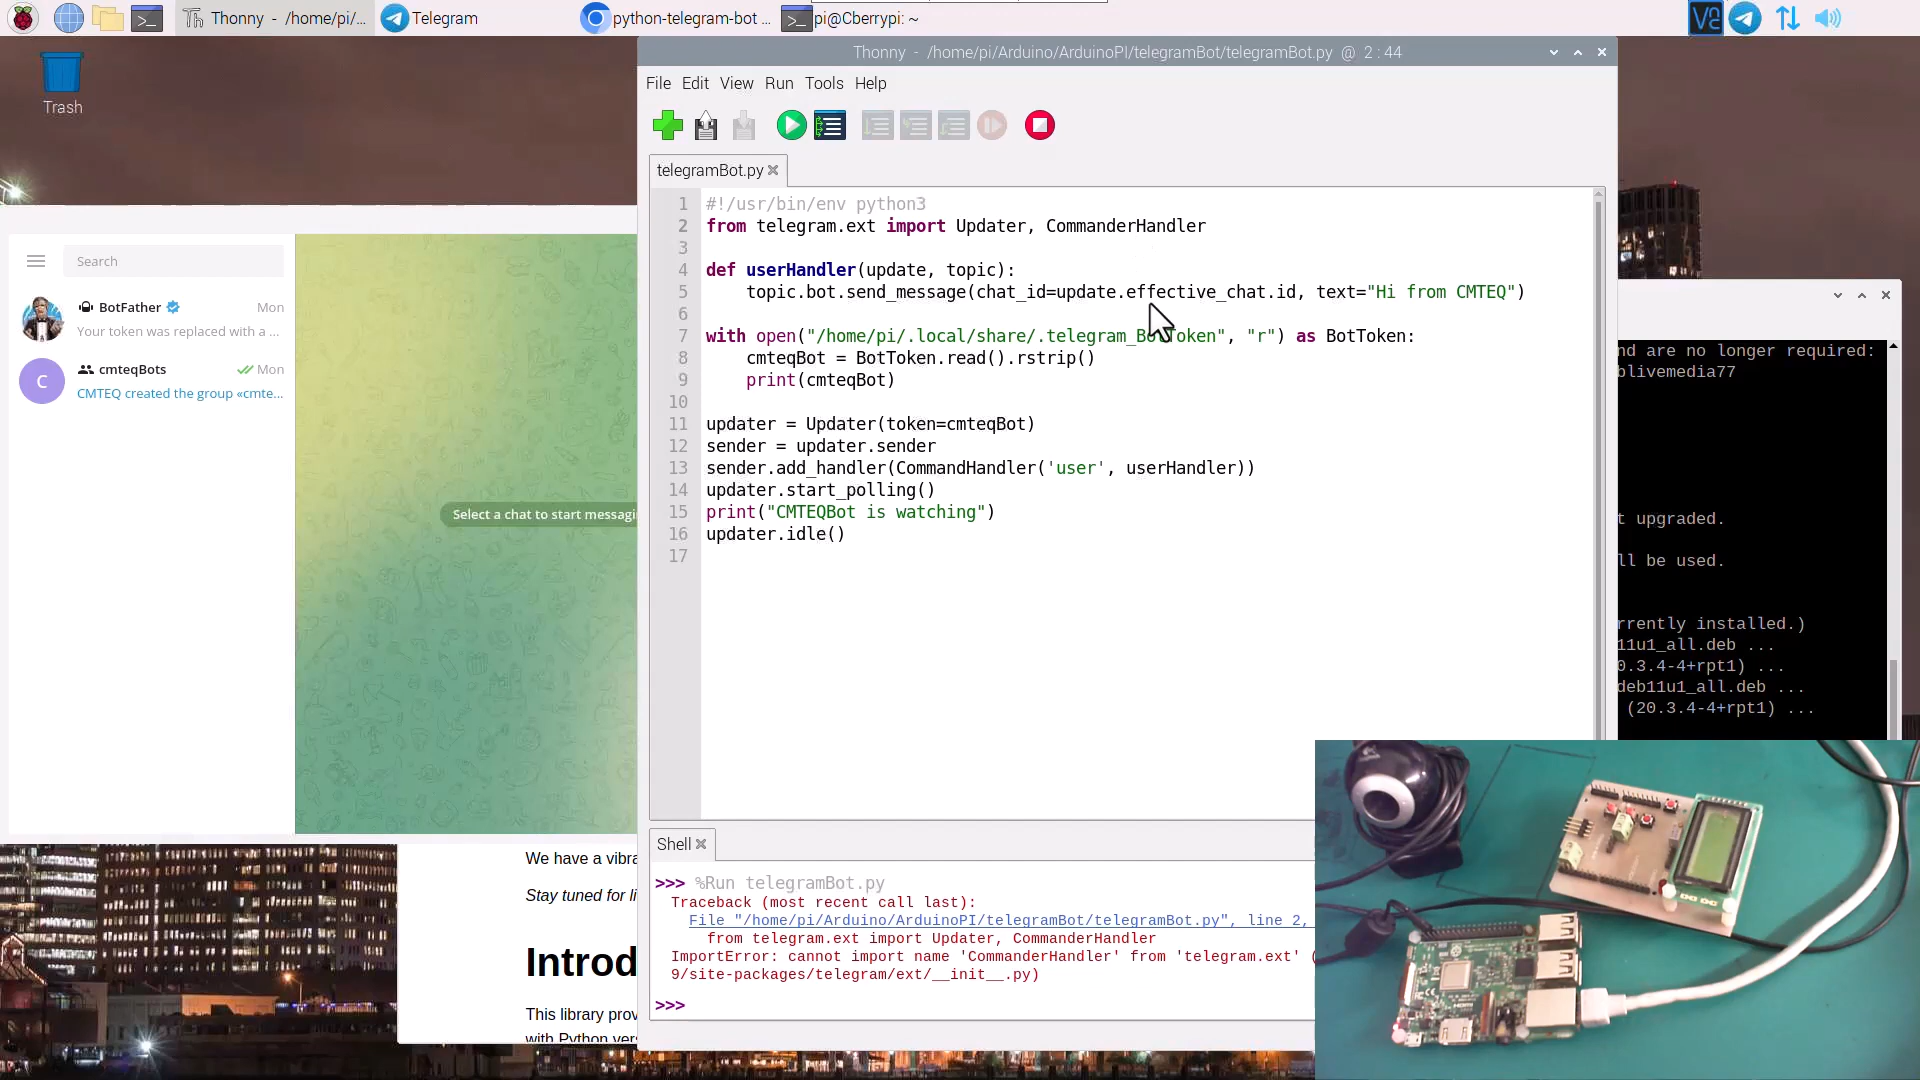 Thonny - /home/pi/...
Telegram
python-telegram-bot ...
pi@Cberrypi: ~
Trash
Thonny - /home/pi/Arduino/ArduinoPI/telegramBot/telegramBot.py @ 2 : 44
File Edit View Run Tools Help
telegramBot.py
1 #!/usr/bin/env python3
2 from telegram.ext import Updater, CommanderHandler
3
4 def userHandler(update, topic):
5 topic.bot.send_message(chat_id=update.effective_chat.id, text="Hi from CMTEQ")
6
7 with open("/home/pi/.local/share/.telegram_BotToken", "r") as BotToken:
8 cmteqBot = BotToken.read().rstrip()
9 print(cmteqBot)
10
11 updater = Updater(token=cmteqBot)
12 sender = updater.sender
13 sender.add_handler(CommandHandler('user', userHandler))
14 updater.start_polling()
15 print("CMTEQBot is watching")
16 updater.idle()
17
Shell
>>> %Run telegramBot.py
Traceback (most recent call last):
File "/home/pi/Arduino/ArduinoPI/telegramBot/telegramBot.py", line 2,
from telegram.ext import Updater, CommanderHandler
ImportError: cannot import name 'CommanderHandler' from 'telegram.ext' (
9/site-packages/telegram/ext/__init__.py)
>>>
Search
BotFather Mon
Your token was replaced with a ...
C
cmteqBots Mon
CMTEQ created the group «cmte...
Select a chat to start messagi
We have a vibra
Stay tuned for li
Introd
This library prov
with Python vers
nd are no longer required:
blivemedia77
t upgraded.
ll be used.
rrently installed.)
11u1_all.deb ...
0.3.4-4+rpt1) ...
deb11u1_all.deb ...
(20.3.4-4+rpt1) ...